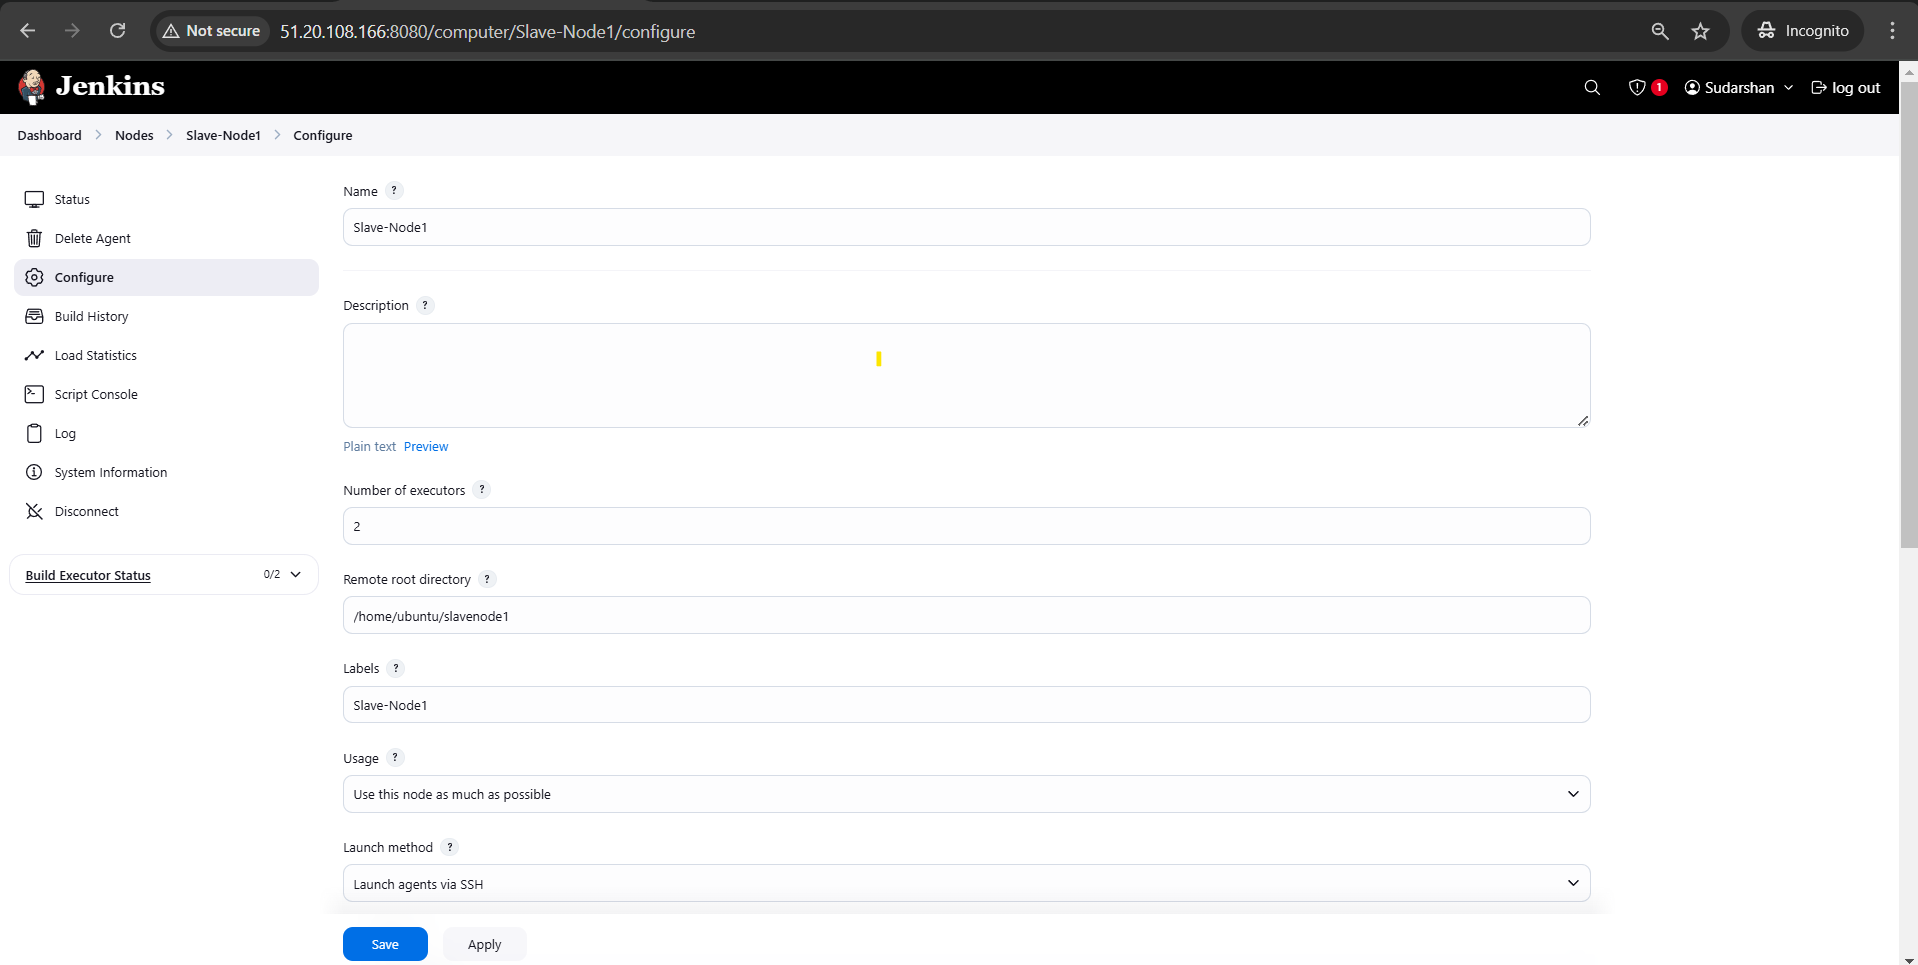 Not secure 51.20.108.166:8080/computer/Slave-Node1/configure Incognito
Jenkins 1 Sudarshan log out
Dashboard Nodes Slave-Node1 Configure
Status
Delete Agent
Configure
Build History
Load Statistics
Script Console
Log
System Information
Disconnect
Build Executor Status 0/2
Name ?
Slave-Node1
Description ?
Plain text Preview
Number of executors ?
2
Remote root directory ?
/home/ubuntu/slavenode1
Labels ?
Slave-Node1
Usage ?
Use this node as much as possible
Launch method ?
Launch agents via SSH
Save Apply